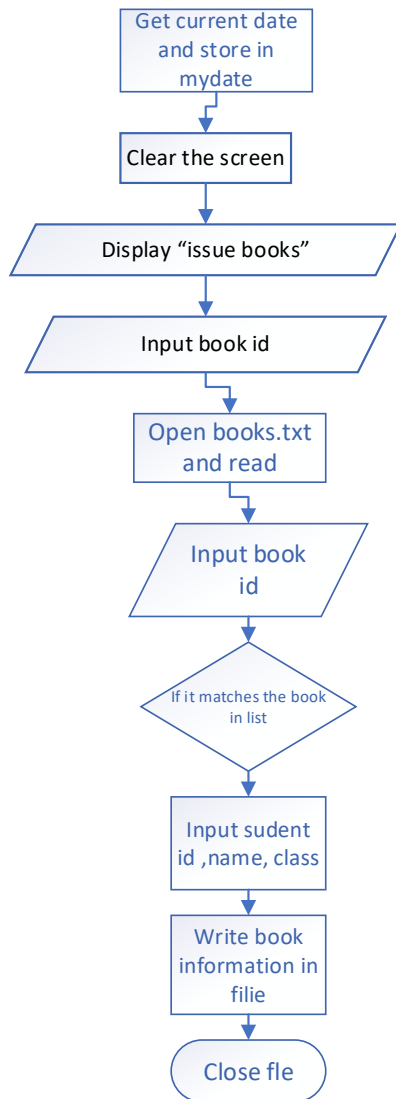 Get current date
and store in
mydate
Clear the screen
Display “issue books”
Input book id
Open books.txt
and read
Input book
id
If it matches the book
in list
Input sudent
id ,name, class
Write book
information in
filie
Close fle